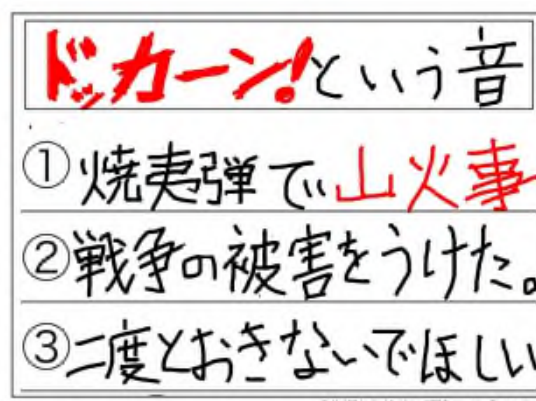 ドッカーン!という音
①焼夷弾で山火事
②戦争の被害をうけた。
③二度とおきないでほしい